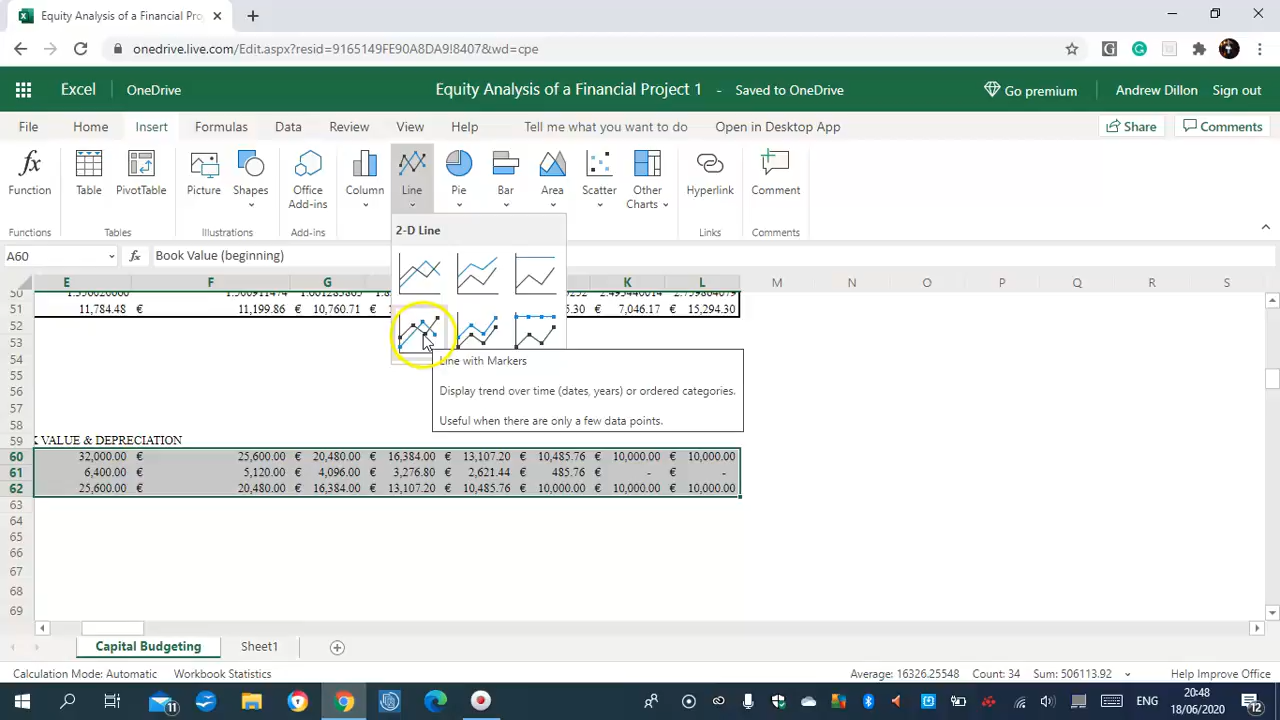 Equity Analysis of a Financial Pro
onedrive.live.com/Edit.aspx?resid=9165149FE90A8DA9!8407&wd=cpe
Excel OneDrive Equity Analysis of a Financial Project 1 - Saved to OneDrive Go premium Andrew Dillon Sign out
File Home Insert Formulas Data Review View Help Tell me what you want to do Open in Desktop App Share Comments
Function Table PivotTable Picture Shapes Office Add-ins Column Line Pie Bar Area Scatter Other Charts Hyperlink Comment
Functions Tables Illustrations Add-ins Links Comments
2-D Line
A60 fx Book Value (beginning)
E F G K L M N O P Q R S
50
51 11,784.48 € 11,199.86 € 10,760.71 € 7,046.17 € 15,294.30
52
53
Line with Markers
54
Display trend over time (dates, years) or ordered categories.
55
56
Useful when there are only a few data points.
57
58
59 VALUE & DEPRECIATION
60 32,000.00 € 25,600.00 € 20,480.00 € 16,384.00 € 13,107.20 € 10,485.76 € 10,000.00 € 10,000.00
61 6,400.00 € 5,120.00 € 4,096.00 € 3,276.80 € 2,621.44 € 485.76 € - € -
62 25,600.00 € 20,480.00 € 16,384.00 € 13,107.20 € 10,485.76 € 10,000.00 € 10,000.00 € 10,000.00
63
64
65
66
67
68
69
Capital Budgeting Sheet1
Calculation Mode: Automatic Workbook Statistics Average: 16326.25548 Count: 34 Sum: 506113.92 Help Improve Office
11 ENG 20:48
18/06/2020 12